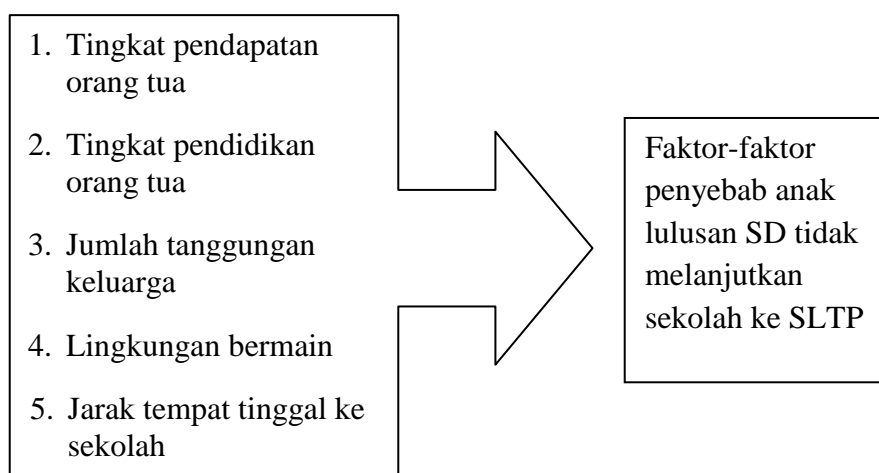 1. Tingkat pendapatan
orang tua
2. Tingkat pendidikan
orang tua
3. Jumlah tanggungan
keluarga
4. Lingkungan bermain
5. Jarak tempat tinggal ke
sekolah
Faktor-faktor
penyebab anak
lulusan SD tidak
melanjutkan
sekolah ke SLTP